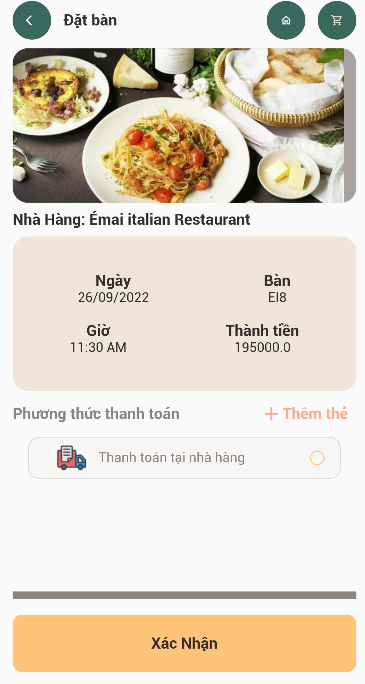 Đặt bàn
Nhà Hàng: Émai italian Restaurant
Ngày
Bàn
26/09/2022
EI8
Giờ
Thành tiền
11:30 AM
195000.0
Phương thức thanh toán
Thêm thẻ
Thanh toán tại nhà hàng
Xác Nhận